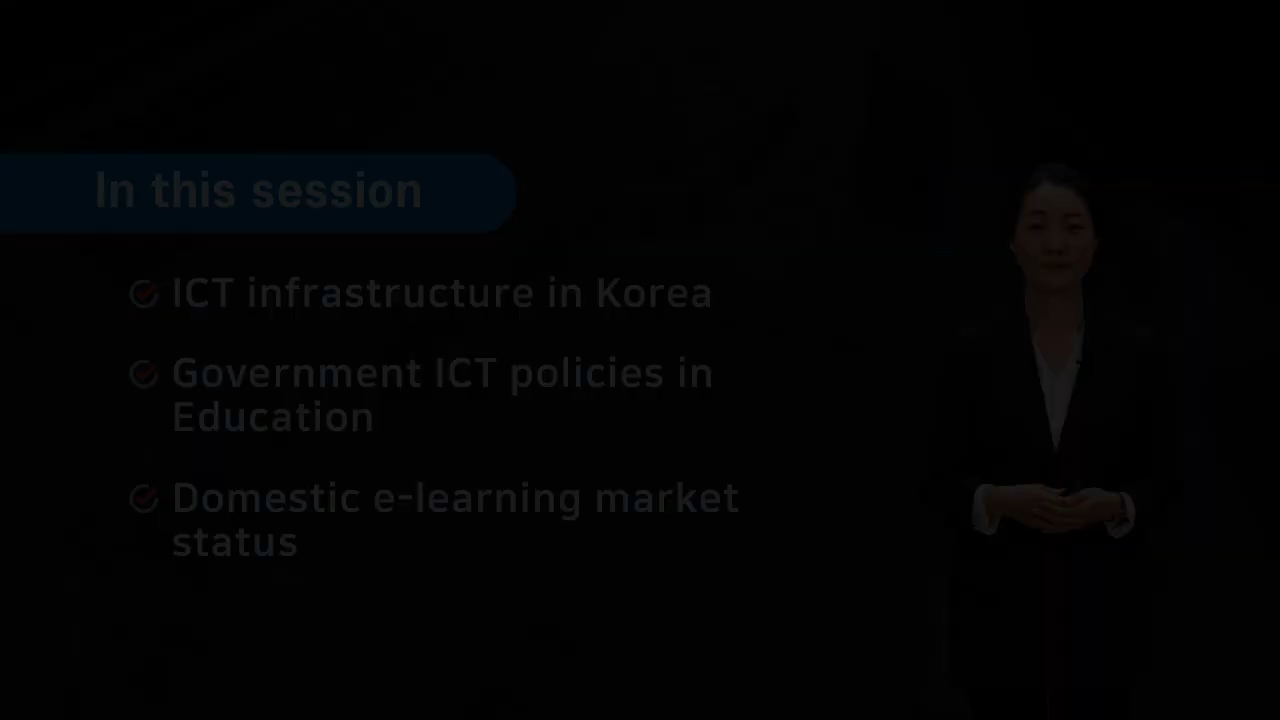 In this session
ICT infrastructure in Korea
Government ICT policies in
Education
Domestic e-learning market
status